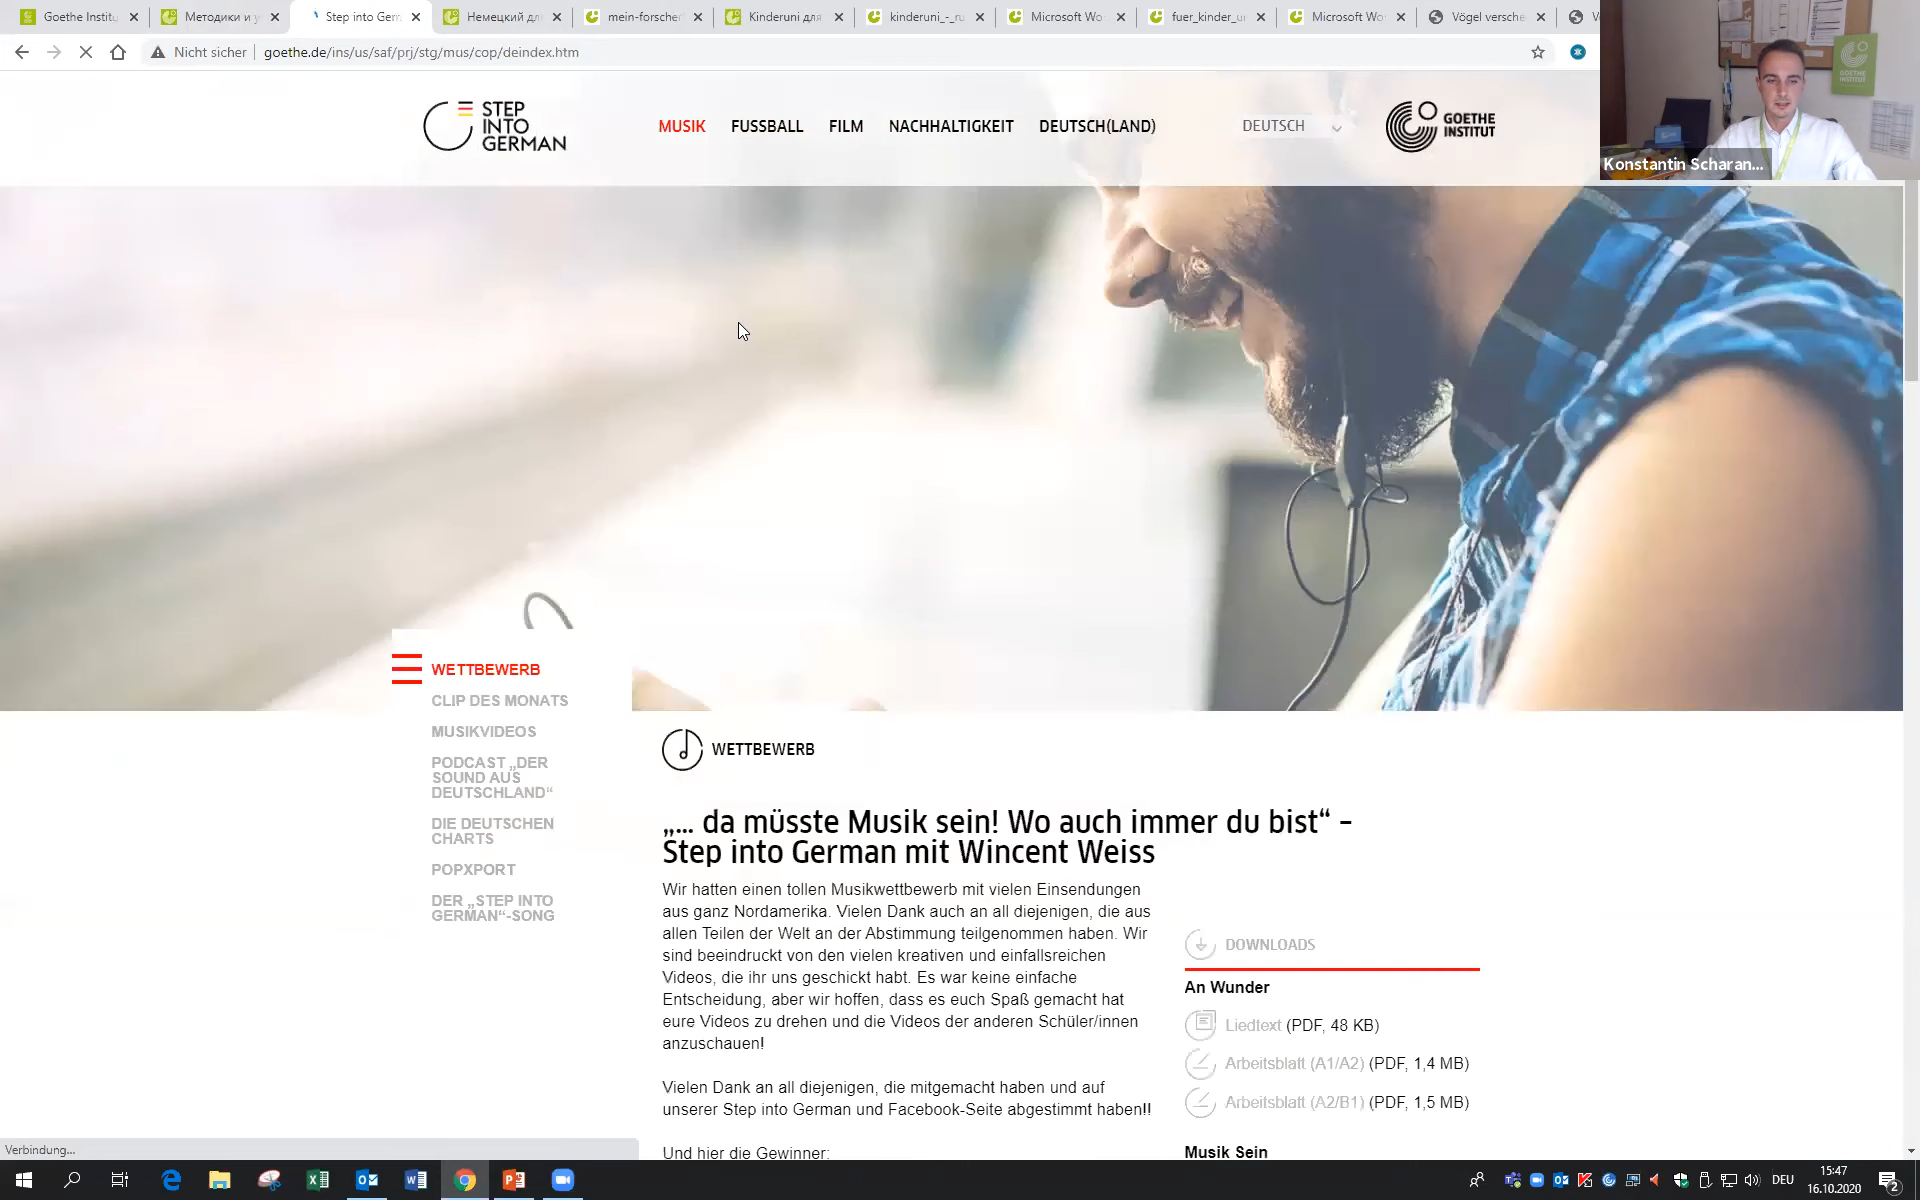 Goethe Institu
Методики и у
Step into Gerr
Немецкий дл
mein-forscher
Kinderuni для
kinderuni_-_ru
Microsoft Wo
fuer_kinder_u
Microsoft Wo
Vögel versche
Nicht sicher
goethe.de/ins/us/saf/prj/stg/mus/cop/deindex.htm
STEP
INTO
GERMAN
MUSIK
FUSSBALL
FILM
NACHHALTIGKEIT
DEUTSCH(LAND)
DEUTSCH
GOETHE
INSTITUT
GOETHE
INSTITUT
Konstantin Scharan...
WETTBEWERB
CLIP DES MONATS
MUSIKVIDEOS
PODCAST „DER
SOUND AUS
DEUTSCHLAND“
DIE DEUTSCHEN
CHARTS
POPXPORT
DER „STEP INTO
GERMAN“-SONG
WETTBEWERB
„... da müsste Musik sein! Wo auch immer du bist“ –
Step into German mit Wincent Weiss
Wir hatten einen tollen Musikwettbewerb mit vielen Einsendungen
aus ganz Nordamerika. Vielen Dank auch an all diejenigen, die aus
allen Teilen der Welt an der Abstimmung teilgenommen haben. Wir
sind beeindruckt von den vielen kreativen und einfallsreichen
Videos, die ihr uns geschickt habt. Es war keine einfache
Entscheidung, aber wir hoffen, dass es euch Spaß gemacht hat
eure Videos zu drehen und die Videos der anderen Schüler/innen
anzuschauen!
Vielen Dank an all diejenigen, die mitgemacht haben und auf
unserer Step into German und Facebook-Seite abgestimmt haben!!
Und hier die Gewinner:
DOWNLOADS
An Wunder
Liedtext (PDF, 48 KB)
Arbeitsblatt (A1/A2) (PDF, 1,4 MB)
Arbeitsblatt (A2/B1) (PDF, 1,5 MB)
Musik Sein
Verbindung...
DEU
15:47
16.10.2020
2